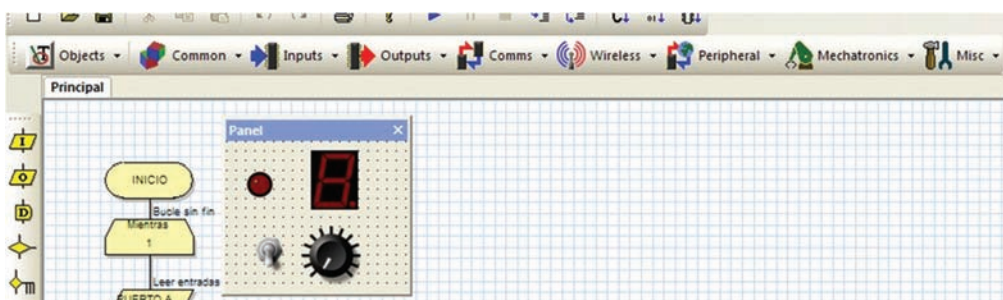 Objects Common Inputs Outputs Comms Wireless Peripheral Mechatronics Misc
Principal
Panel
I
O
D
m
INICIO
Bucle sin fin
Mientras
1
Leer entradas
PUERTO A